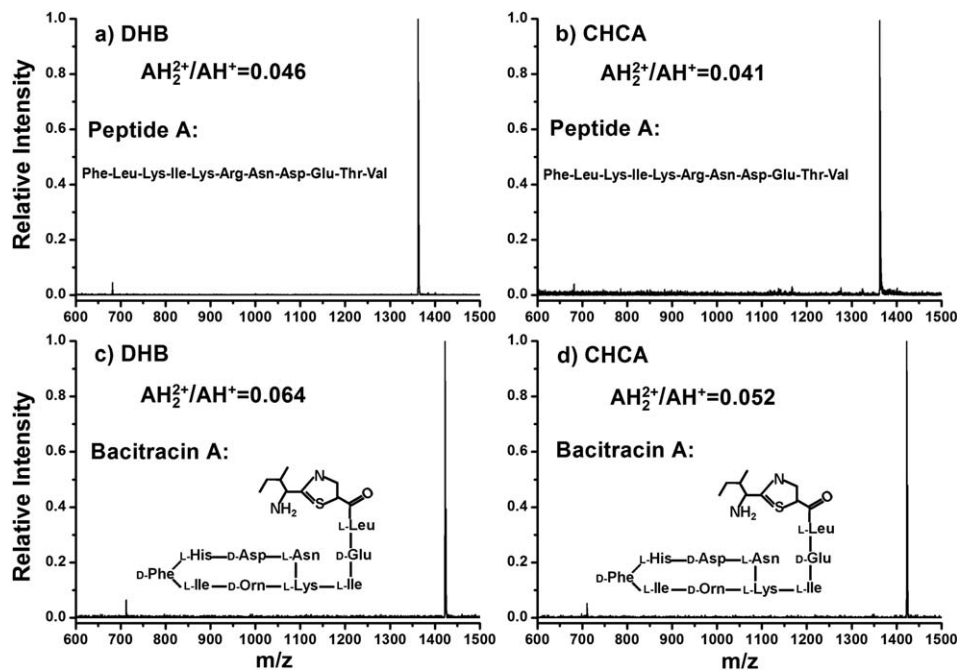 a) DHB
AH₂²⁺/AH⁺=0.046
Peptide A:
Phe-Leu-Lys-Ile-Lys-Arg-Asn-Asp-Glu-Thr-Val
Relative Intensity
1.0
0.8
0.6
0.4
0.2
0.0
600 700 800 900 1000 1100 1200 1300 1400 1500
b) CHCA
AH₂²⁺/AH⁺=0.041
Peptide A:
Phe-Leu-Lys-Ile-Lys-Arg-Asn-Asp-Glu-Thr-Val
1.0
0.8
0.6
0.4
0.2
0.0
600 700 800 900 1000 1100 1200 1300 1400 1500
c) DHB
AH₂²⁺/AH⁺=0.064
Bacitracin A:
N
S
O
NH₂
L-Leu
L-His-D-Asp-L-Asn D-Glu
D-Phe
L-Ile-D-Orn-L-Lys-L-Ile
Relative Intensity
1.0
0.8
0.6
0.4
0.2
0.0
600 700 800 900 1000 1100 1200 1300 1400 1500
m/z
d) CHCA
AH₂²⁺/AH⁺=0.052
Bacitracin A:
N
S
O
NH₂
L-Leu
L-His-D-Asp-L-Asn D-Glu
D-Phe
L-Ile-D-Orn-L-Lys-L-Ile
1.0
0.8
0.6
0.4
0.2
0.0
600 700 800 900 1000 1100 1200 1300 1400 1500
m/z